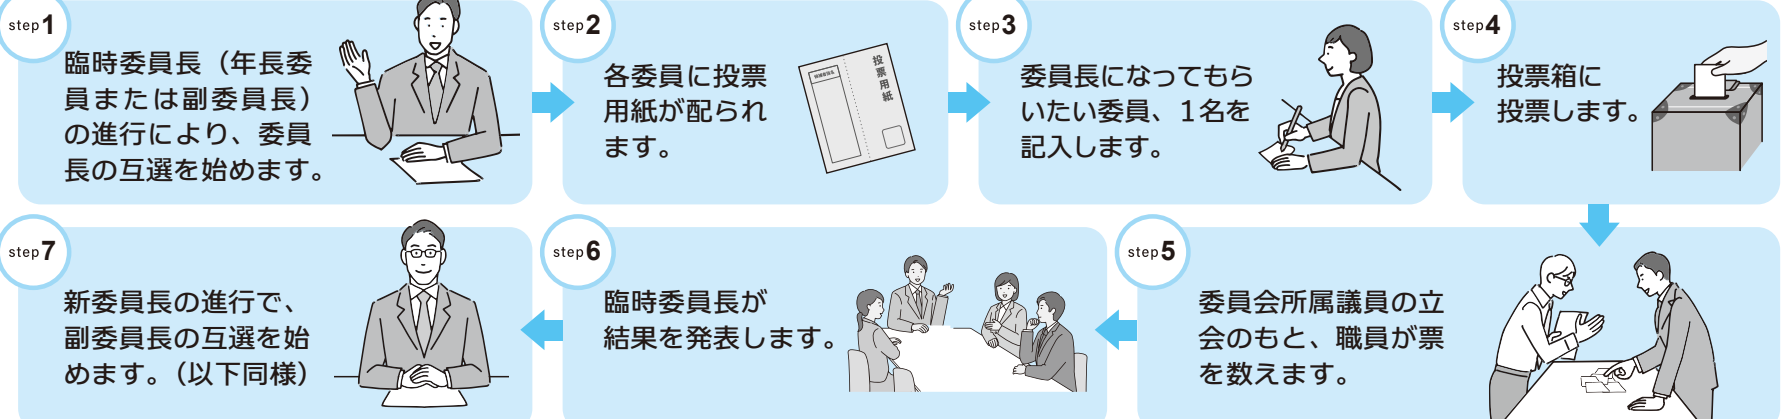 step1
臨時委員長（年長委
員または副委員長）
の進行により、委員
長の互選を始めます。
step2
各委員に投票
用紙が配られ
ます。
投票用紙
step3
委員長になってもら
いたい委員、1名を
記入します。
step4
投票箱に
投票します。
step5
委員会所属議員の立
会のもと、職員が票
を数えます。
step6
臨時委員長が
結果を発表します。
step7
新委員長の進行で、
副委員長の互選を始
めます。（以下同様）